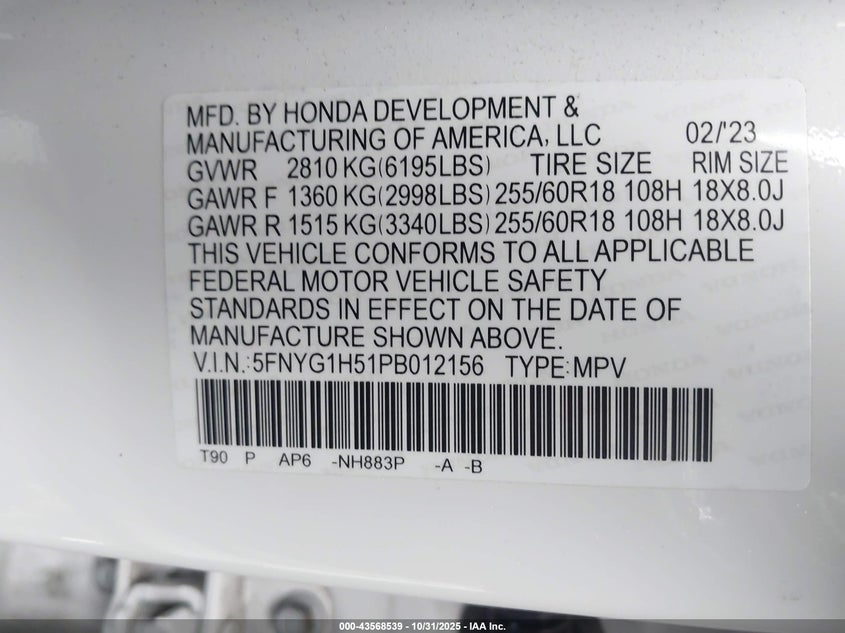 MFD. BY HONDA DEVELOPMENT &
MANUFACTURING OF AMERICA, LLC 02/'23
GVWR 2810 KG(6195LBS) TIRE SIZE RIM SIZE
GAWR F 1360 KG(2998LBS) 255/60R18 108H 18X8.0J
GAWR R 1515 KG(3340LBS) 255/60R18 108H 18X8.0J
THIS VEHICLE CONFORMS TO ALL APPLICABLE
FEDERAL MOTOR VEHICLE SAFETY
STANDARDS IN EFFECT ON THE DATE OF
MANUFACTURE SHOWN ABOVE.
V.I.N.:5FNYG1H51PB012156 TYPE:MPV
T90 P AP6 -NH883P -A -B
000-43568539 - 10/31/2025 - IAA Inc.